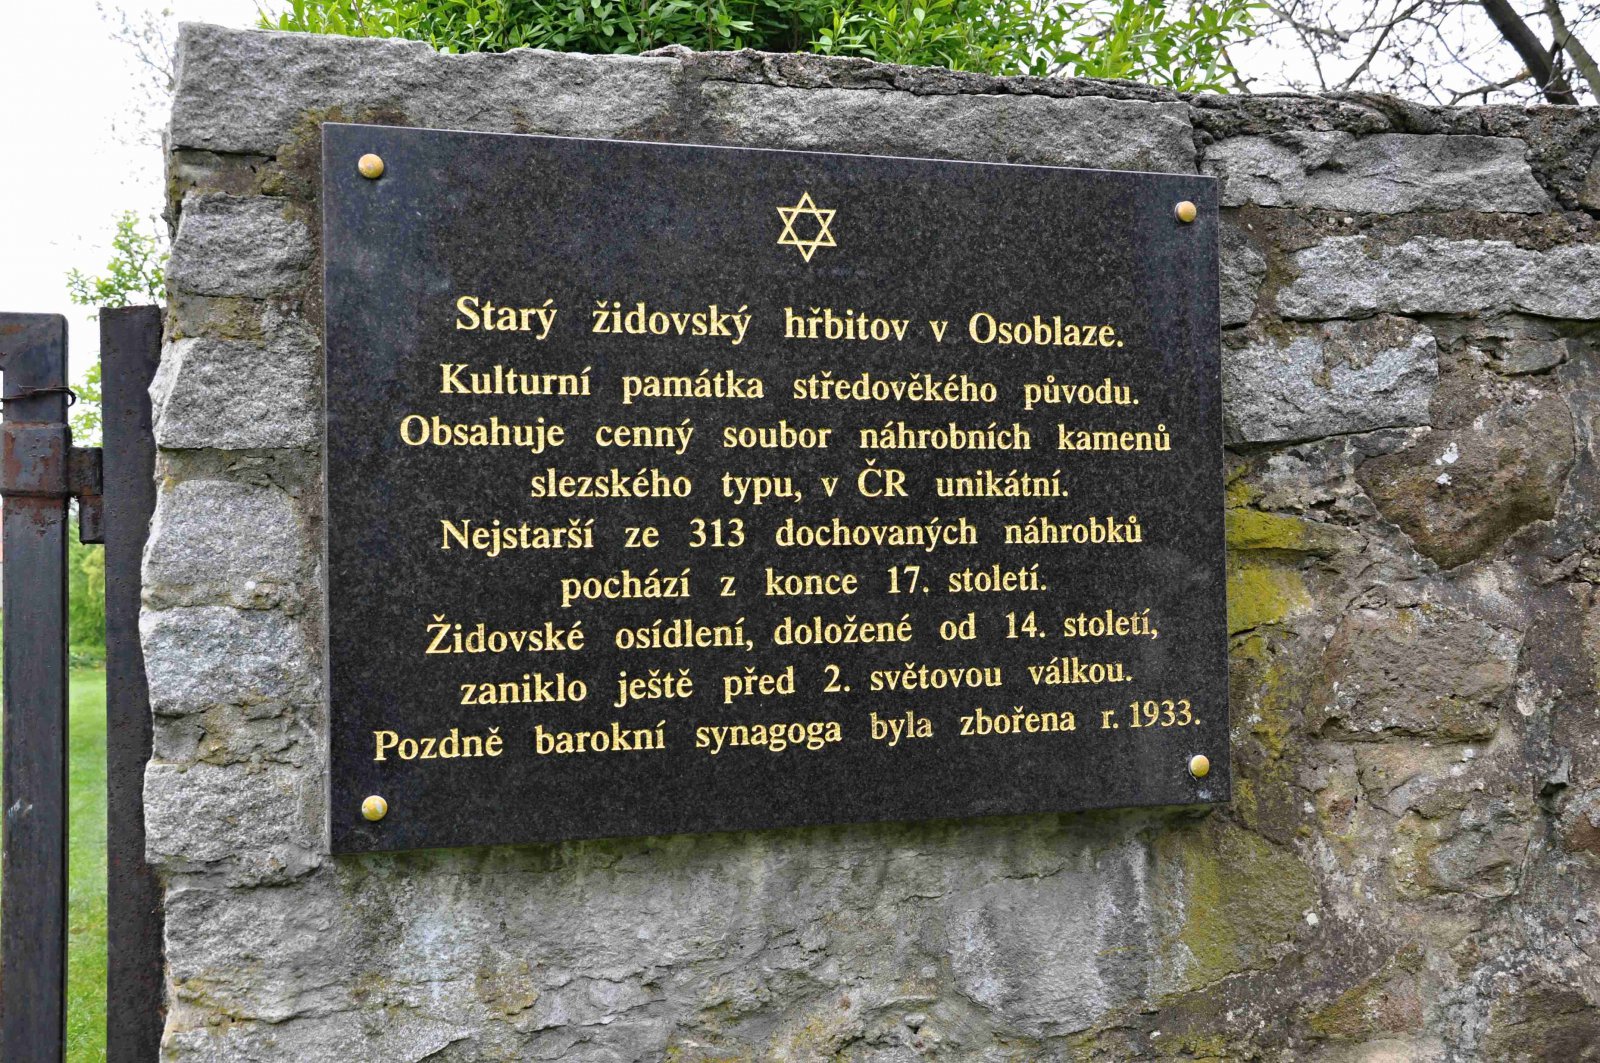 Starý židovský hřbitov v Osoblaze.
Kulturní památka středověkého původu.
Obsahuje cenný soubor náhrobních kamenů
slezského typu, v ČR unikátní.
Nejstarší ze 313 dochovaných náhrobků
pochází z konce 17. století.
Židovské osídlení, doložené od 14. století,
zaniklo ještě před 2. světovou válkou.
Pozdně barokní synagoga byla zbořena r. 1933.